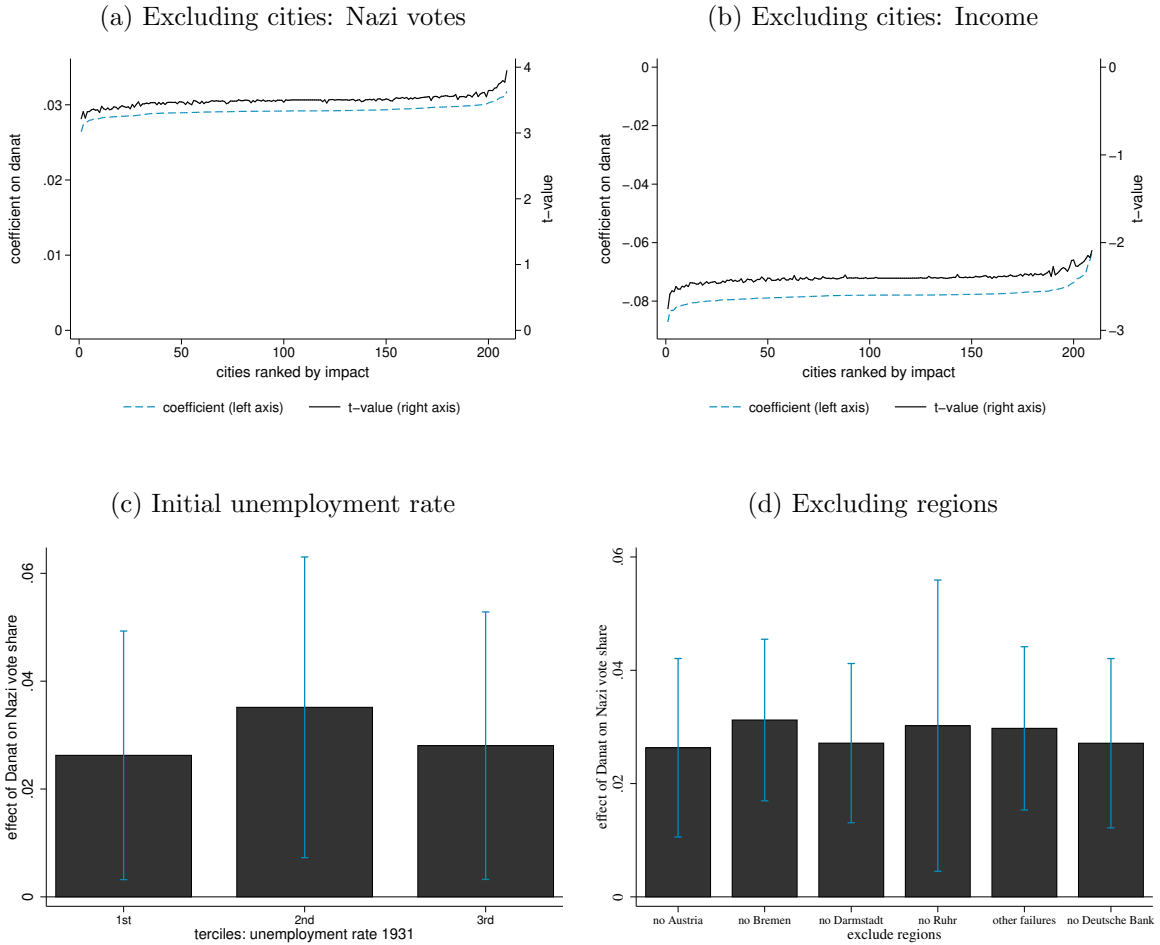 (a) Excluding cities: Nazi votes
0
.01
.02
.03
coefficient on danat
0
1
2
3
4
t−value
0 50 100 150 200
cities ranked by impact
coefficient (left axis) t−value (right axis)
(b) Excluding cities: Income
−.08
−.06
−.04
−.02
0
coefficient on danat
−3
−2
−1
0
t−value
0 50 100 150 200
cities ranked by impact
coefficient (left axis) t−value (right axis)
(c) Initial unemployment rate
0
.02
.04
.06
effect of Danat on Nazi vote share
1st 2nd 3rd
terciles: unemployment rate 1931
(d) Excluding regions
0
.02
.04
.06
effect of Danat on Nazi vote share
no Austria no Bremen no Darmstadt no Ruhr other failures no Deutsche Bank
exclude regions